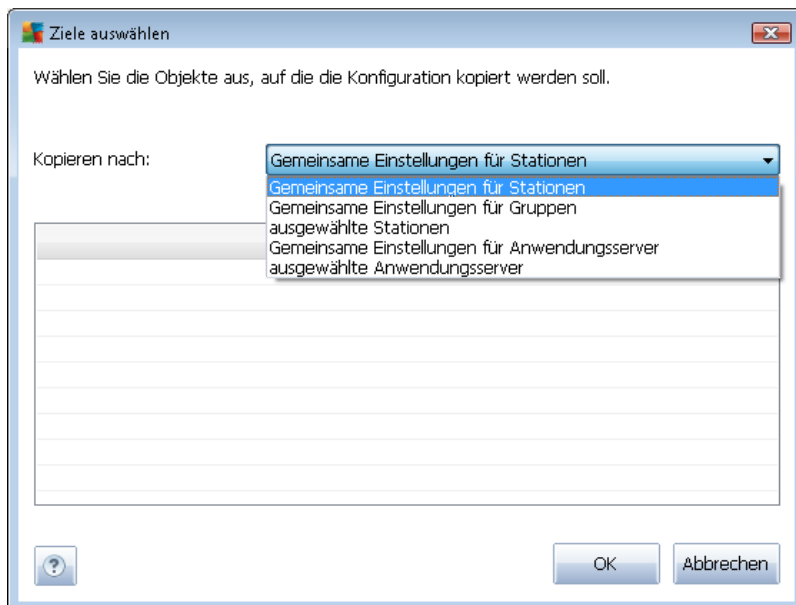 Ziele auswählen
Wählen Sie die Objekte aus, auf die die Konfiguration kopiert werden soll.
Kopieren nach:
Gemeinsame Einstellungen für Stationen
Gemeinsame Einstellungen für Stationen
Gemeinsame Einstellungen für Gruppen
ausgewählte Stationen
Gemeinsame Einstellungen für Anwendungsserver
ausgewählte Anwendungsserver
?
OK
Abbrechen